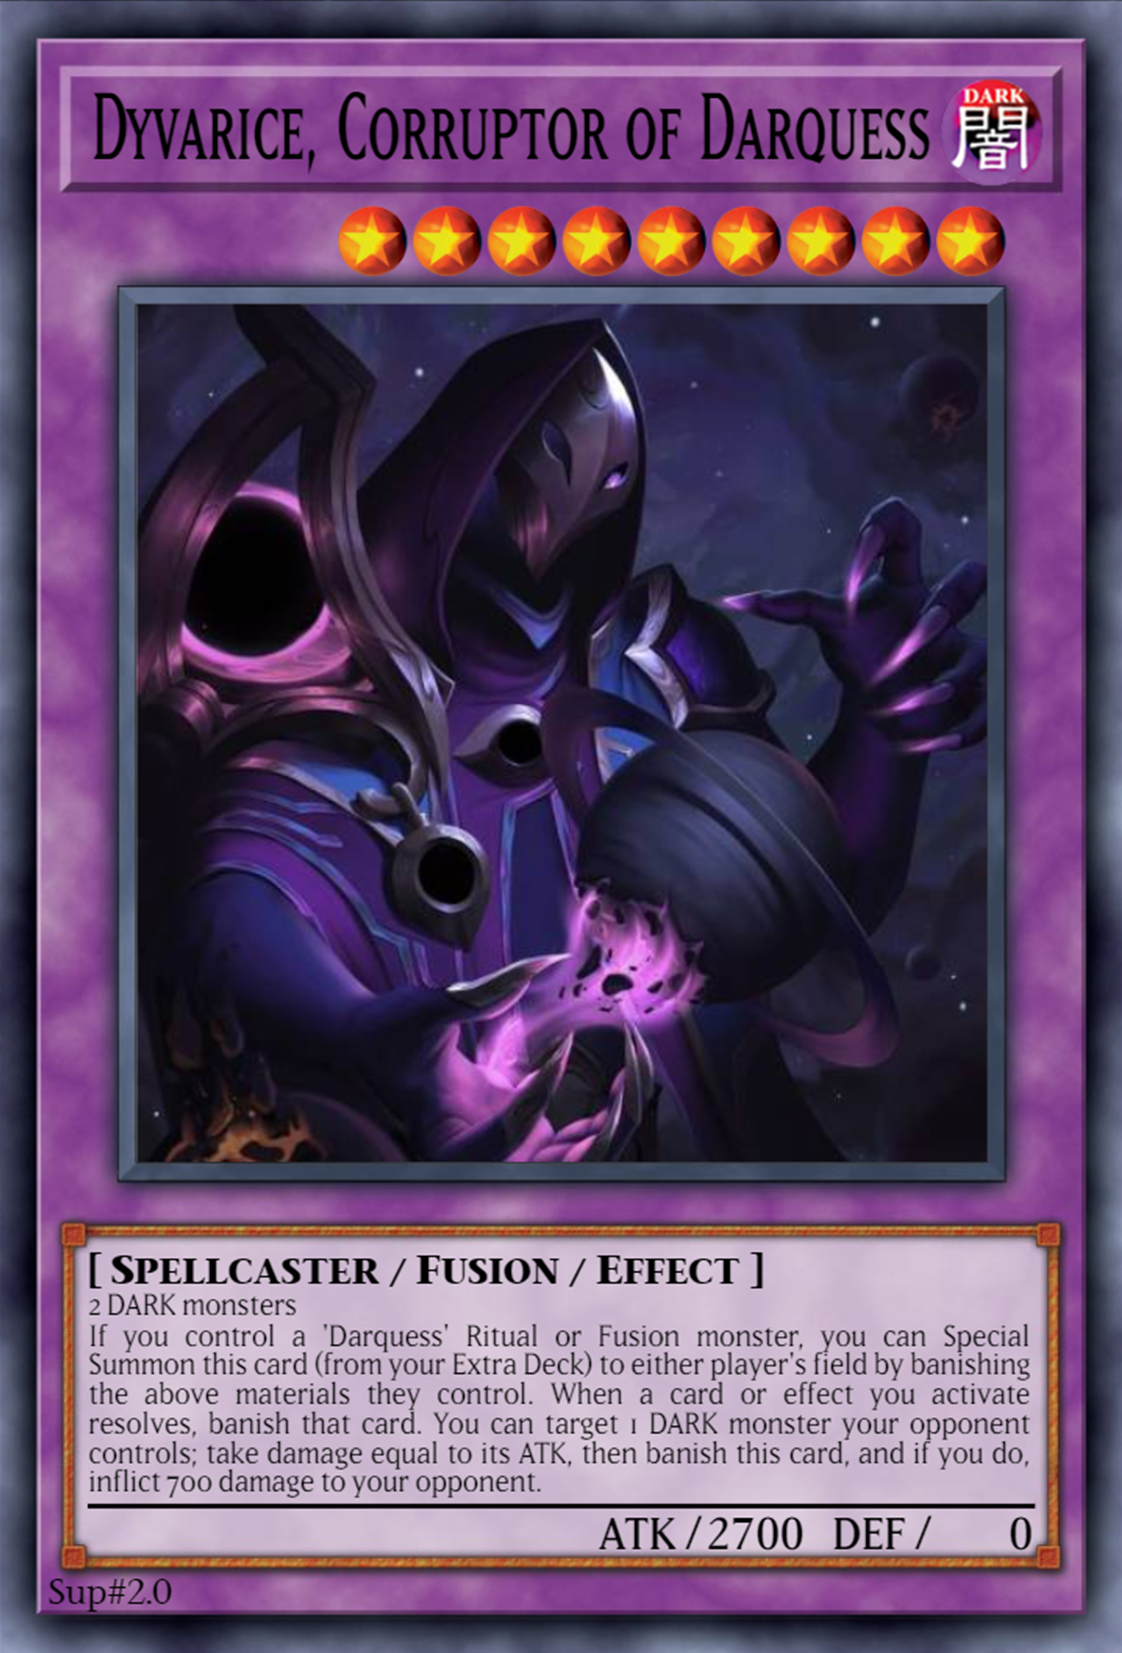 DYVARICE, CORRUPTOR OF DARQUESS
DARK
闇
[ SPELLCASTER / FUSION / EFFECT ]
2 DARK monsters
If you control a 'Darquess' Ritual or Fusion monster, you can Special
Summon this card (from your Extra Deck) to either player's field by banishing
the above materials they control. When a card or effect you activate
resolves, banish that card. You can target 1 DARK monster your opponent
controls; take damage equal to its ATK, then banish this card, and if you do,
inflict 700 damage to your opponent.
ATK / 2700 DEF / 0
Sup#2.0